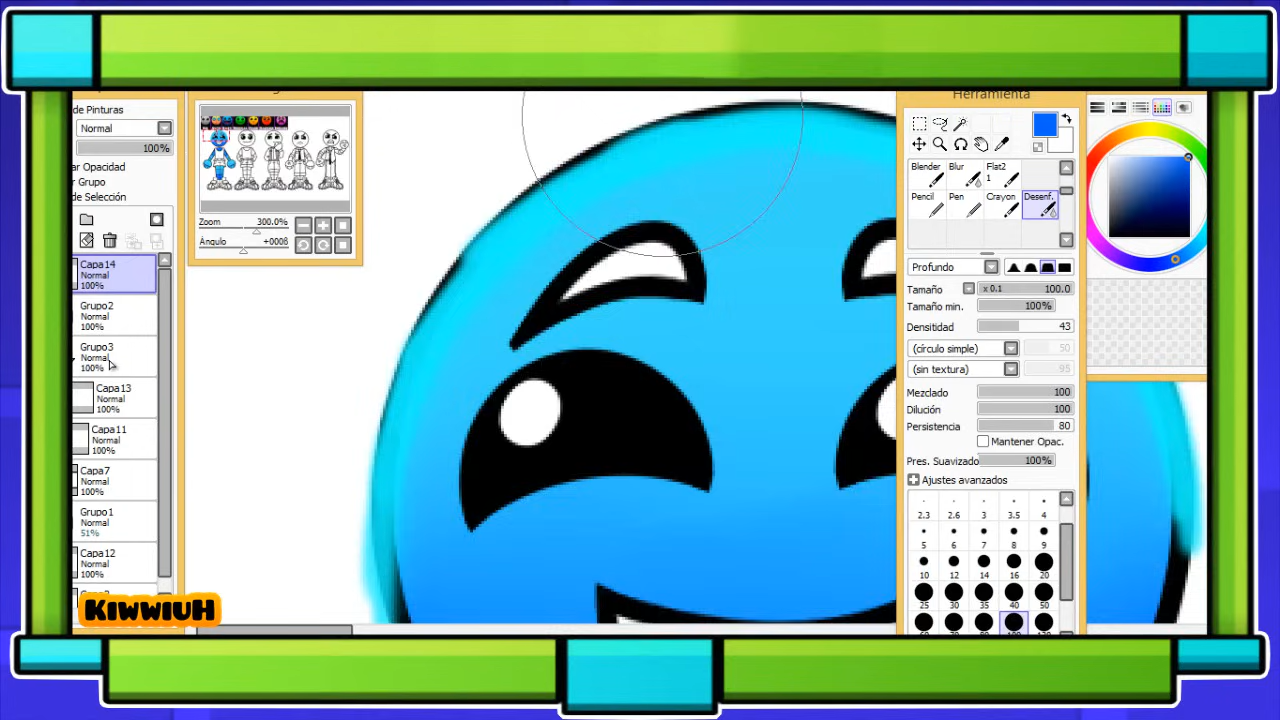 de Pinturas
Normal
100%
ar Opacidad
r Grupo
de Selección
Capa14
Normal
100%
Grupo2
Normal
100%
Grupo3
Normal
100%
Capa13
Normal
100%
Capa11
Normal
100%
Capa7
Normal
100%
Grupo1
Normal
51%
Capa12
Normal
100%
KIWWIUH
Zoom 300.0%
Angulo +000ß
Herramienta
Blender Blur Flat2
1
Pencil Pen Crayon Desenf.
Profundo
Tamaño x 0.1 100.0
Tamaño min. 100%
Densitidad 43
(círculo simple) 50
(sin textura) 95
Mezclado 100
Dilución 100
Persistencia 80
Mantener Opac.
Pres. Suavizado 100%
Ajustes avanzados
2.3 2.6 3 3.5 4
5 6 7 8 9
10 12 14 16 20
25 30 35 40 50